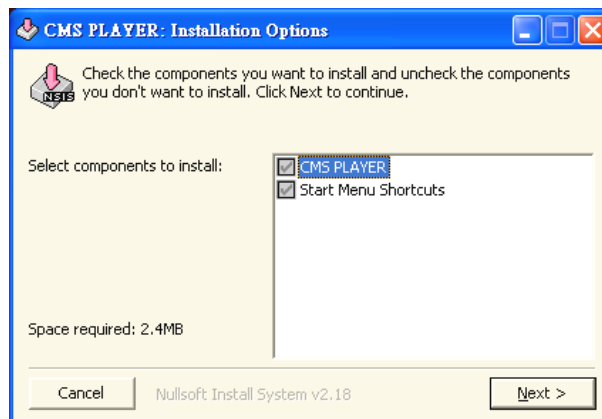 CMS PLAYER: Installation Options
Check the components you want to install and uncheck the components
you don't want to install. Click Next to continue.
NSIS
Select components to install:
CMS PLAYER
Start Menu Shortcuts
Space required: 2.4MB
Cancel
Nullsoft Install System v2.18
Next >